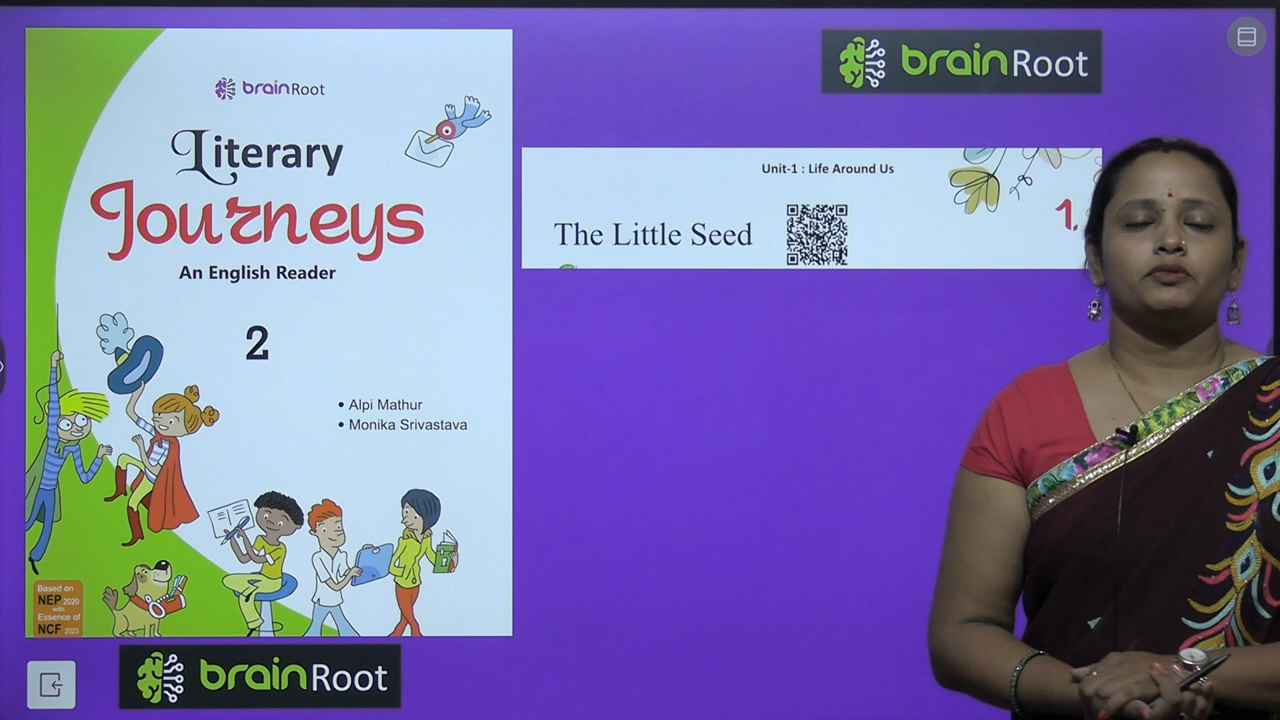 brainRoot
Literary
Journeys
An English Reader
2
• Alpi Mathur
• Monika Srivastava
Based on
NEP 2020
with
Essence of
NCF 2023
brainRoot
Unit-1 : Life Around Us
The Little Seed
1.
brainRoot